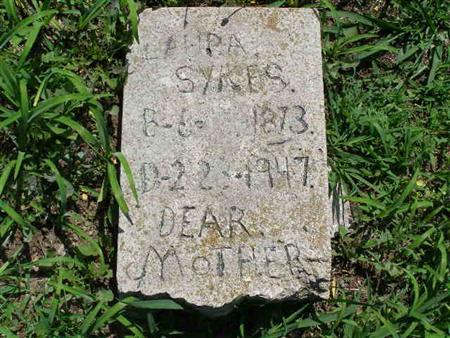 LAURA
SYKES.
B-6- 1873.
D-2 23-1947.
DEAR.
MOTHER-